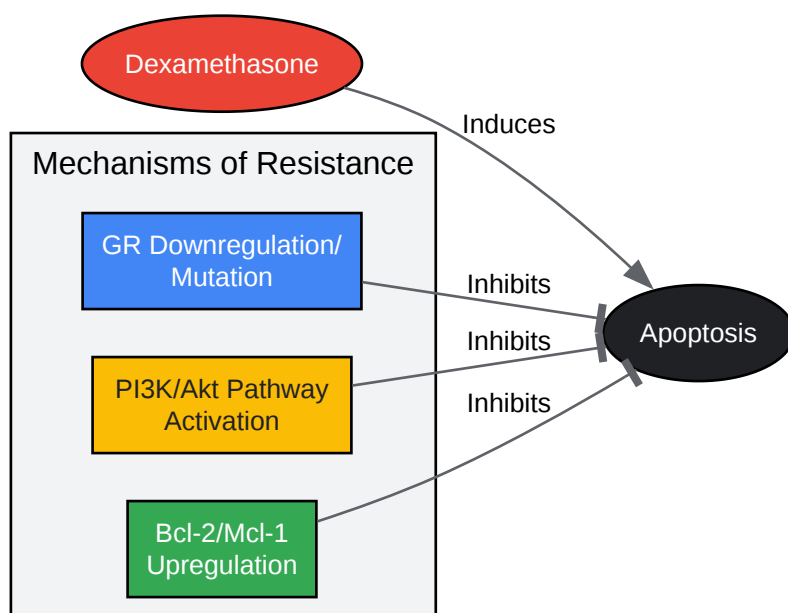 Dexamethasone
Induces
Mechanisms of Resistance
GR Downregulation/
Mutation
Inhibits
Apoptosis
Inhibits
PI3K/Akt Pathway
Activation
Inhibits
Bcl-2/Mcl-1
Upregulation